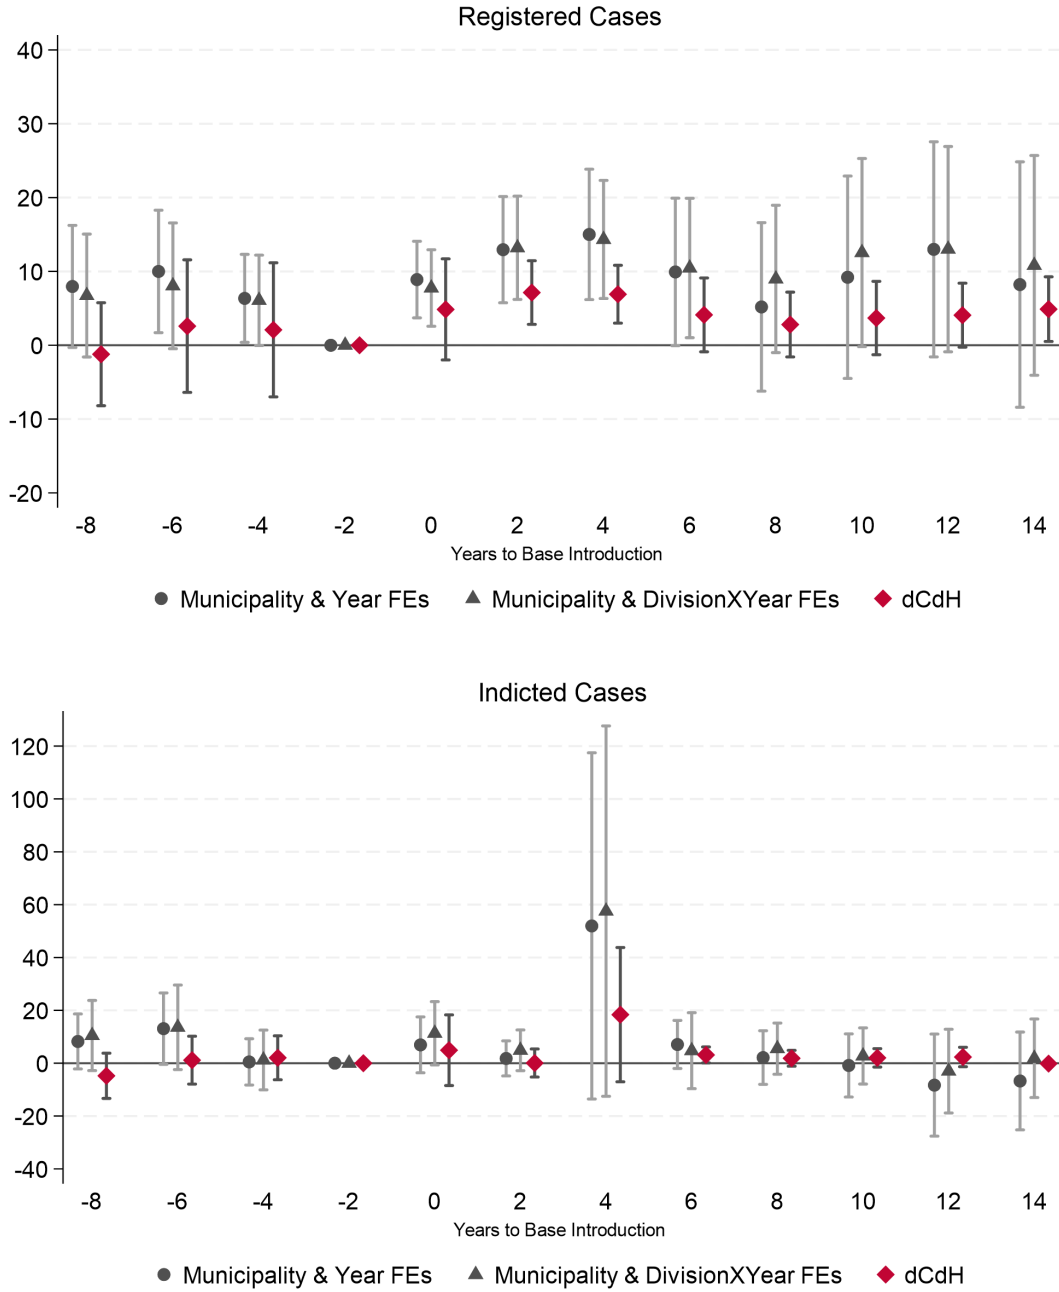 Registered Cases
40
30
20
10
0
-10
-20
-8 -6 -4 -2 0 2 4 6 8 10 12 14
Years to Base Introduction
Municipality & Year FEs Municipality & DivisionXYear FEs dCdH
Indicted Cases
120
100
80
60
40
20
0
-20
-40
-8 -6 -4 -2 0 2 4 6 8 10 12 14
Years to Base Introduction
Municipality & Year FEs Municipality & DivisionXYear FEs dCdH